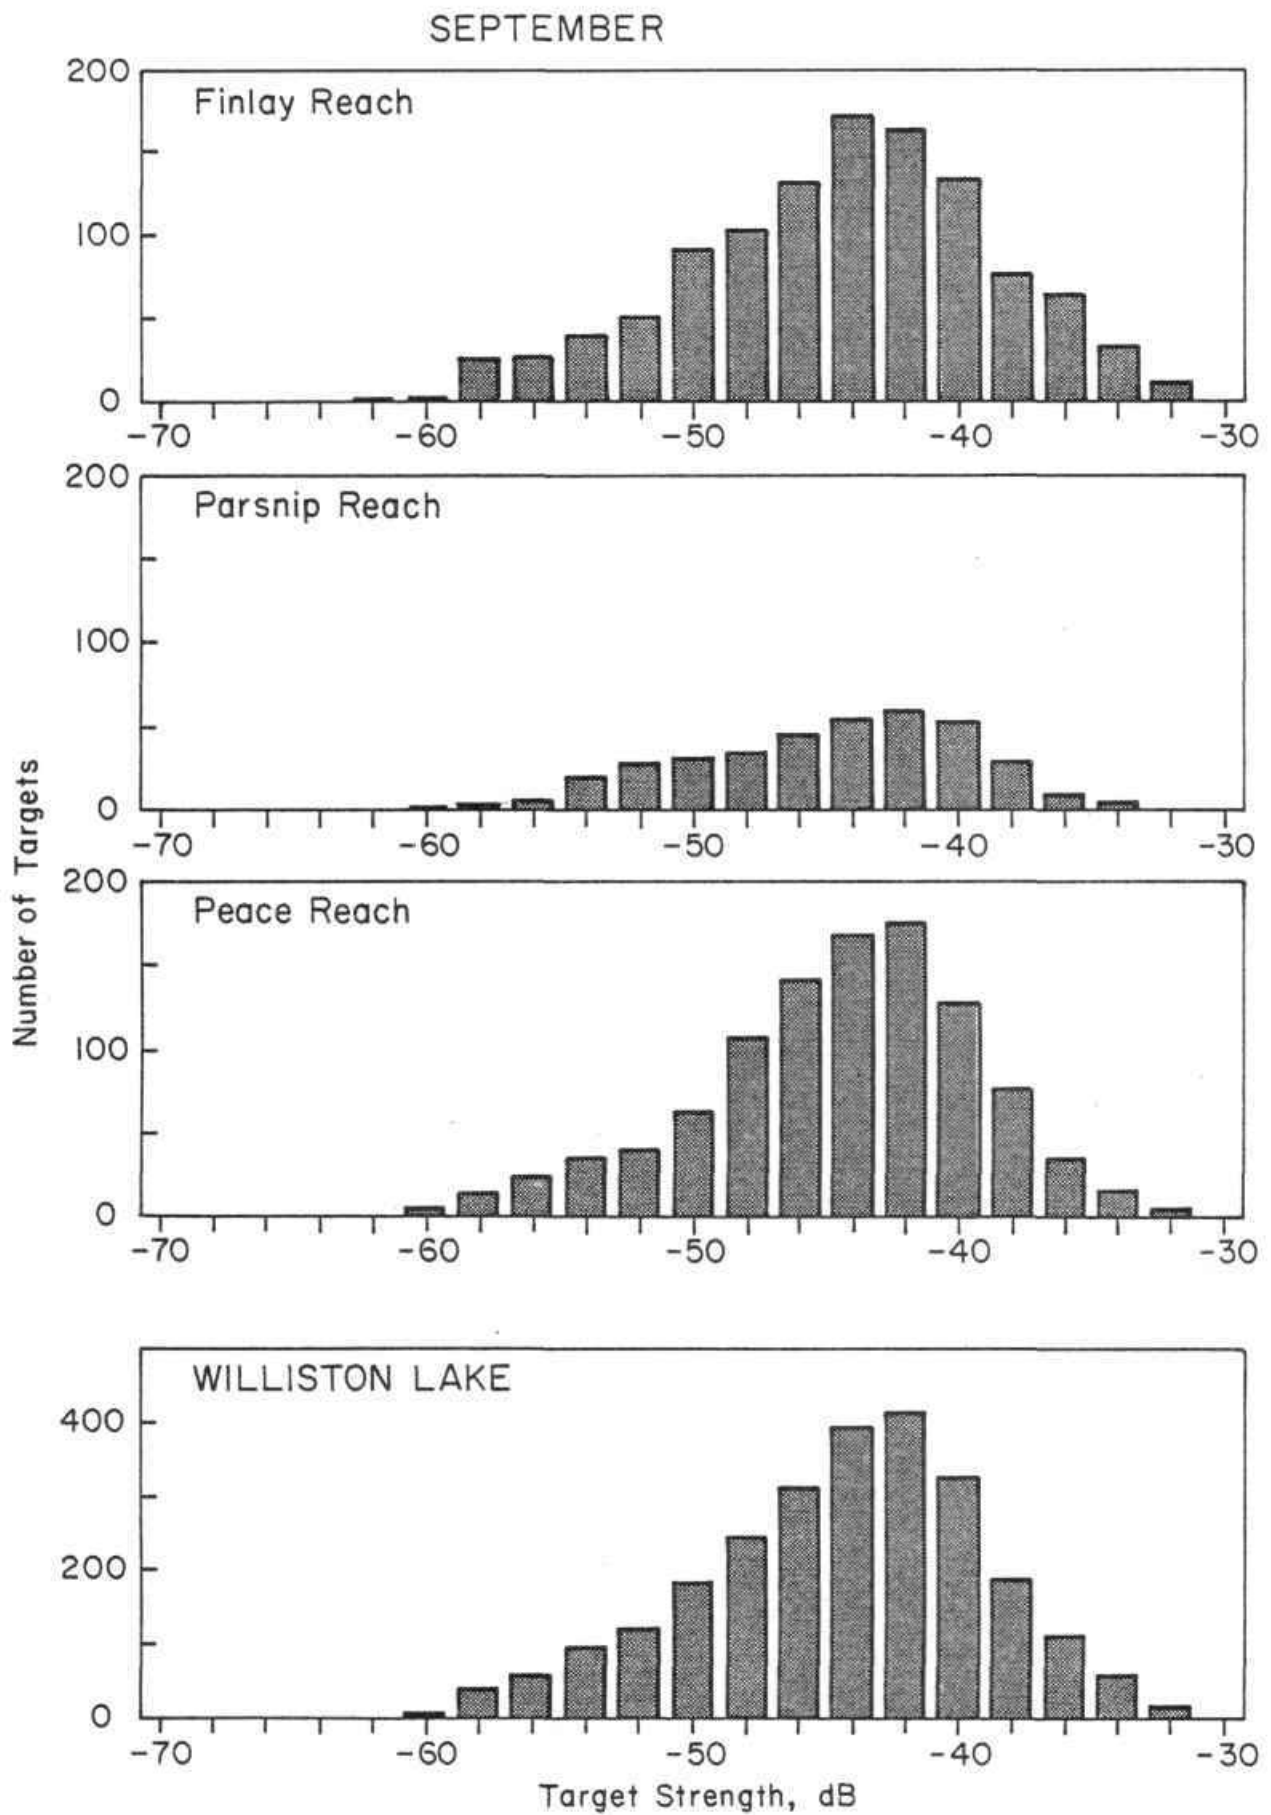 SEPTEMBER
200
Finlay Reach
100
0
-70 -60 -50 -40 -30
200
Parsnip Reach
100
0
-70 -60 -50 -40 -30
Number of Targets
200
Peace Reach
100
0
-70 -60 -50 -40 -30
WILLISTON LAKE
400
200
0
-70 -60 -50 -40 -30
Target Strength, dB